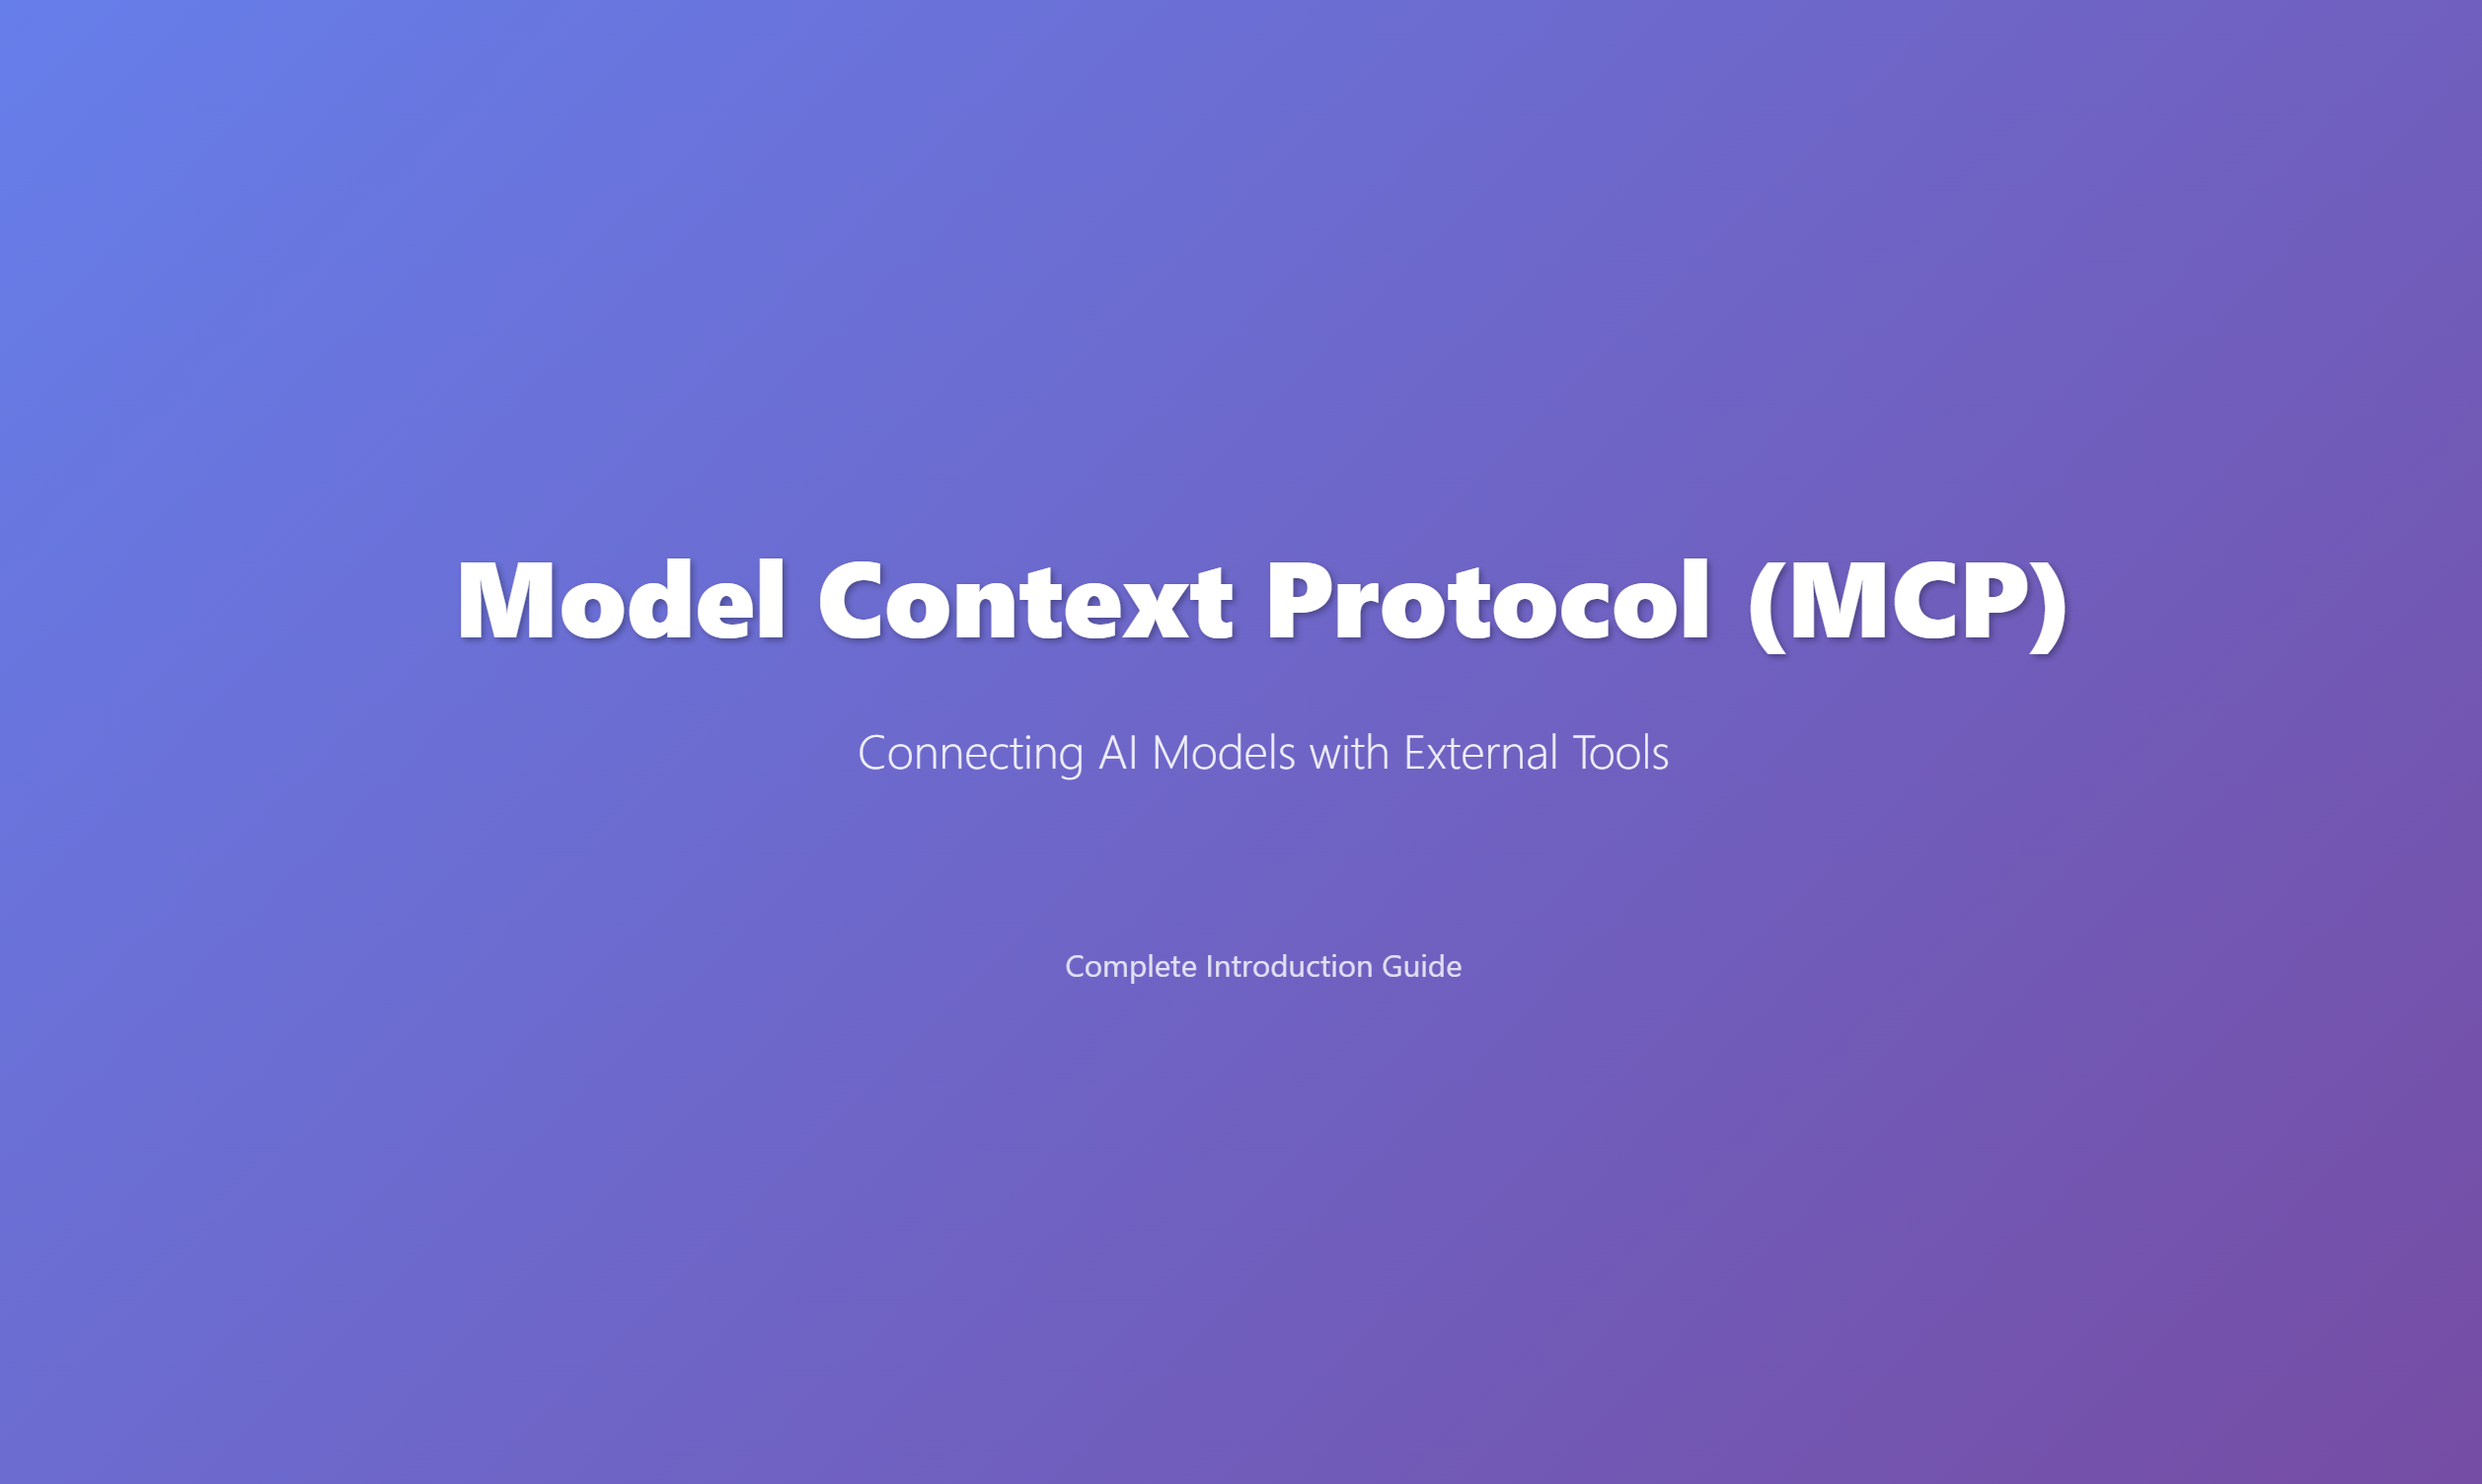 Model Context Protocol (MCP)
Connecting AI Models with External Tools
Complete Introduction Guide